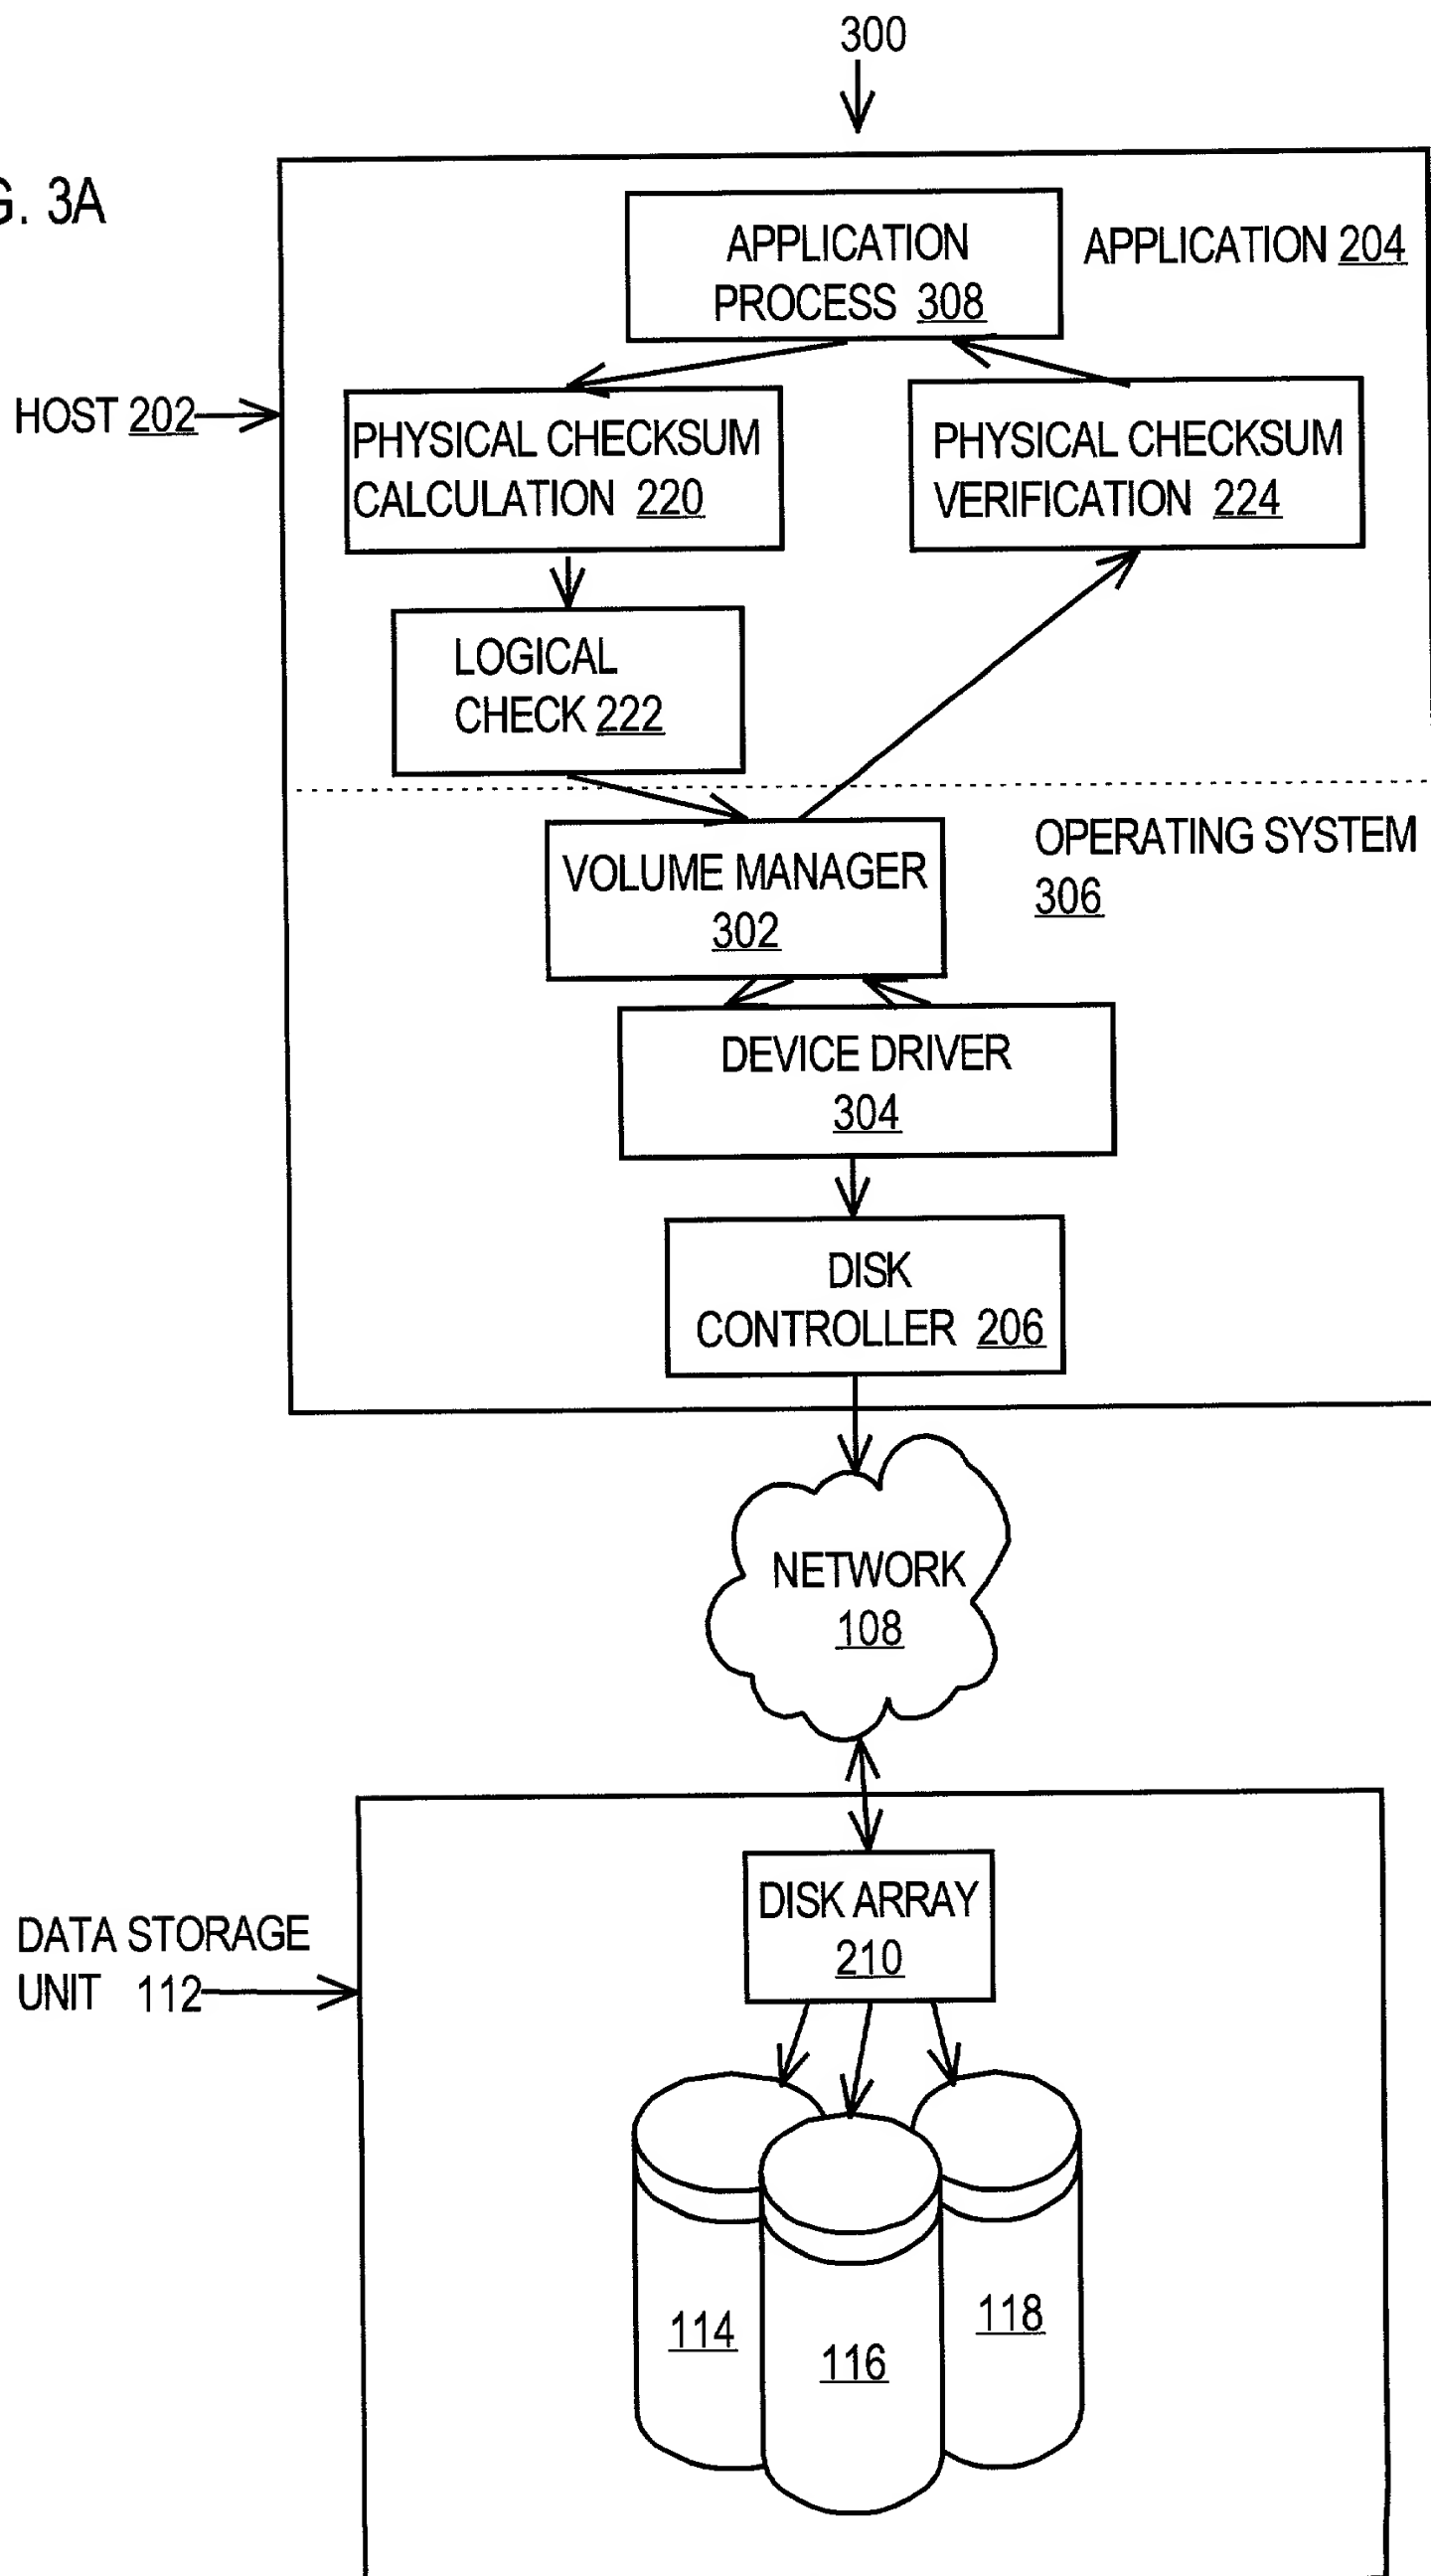 300
G. 3A
APPLICATION
PROCESS 308
APPLICATION 204
HOST 202
PHYSICAL CHECKSUM
CALCULATION 220
PHYSICAL CHECKSUM
VERIFICATION 224
LOGICAL
CHECK 222
OPERATING SYSTEM
306
VOLUME MANAGER
302
DEVICE DRIVER
304
DISK
CONTROLLER 206
NETWORK
108
DISK ARRAY
210
DATA STORAGE
UNIT 112
114
116
118